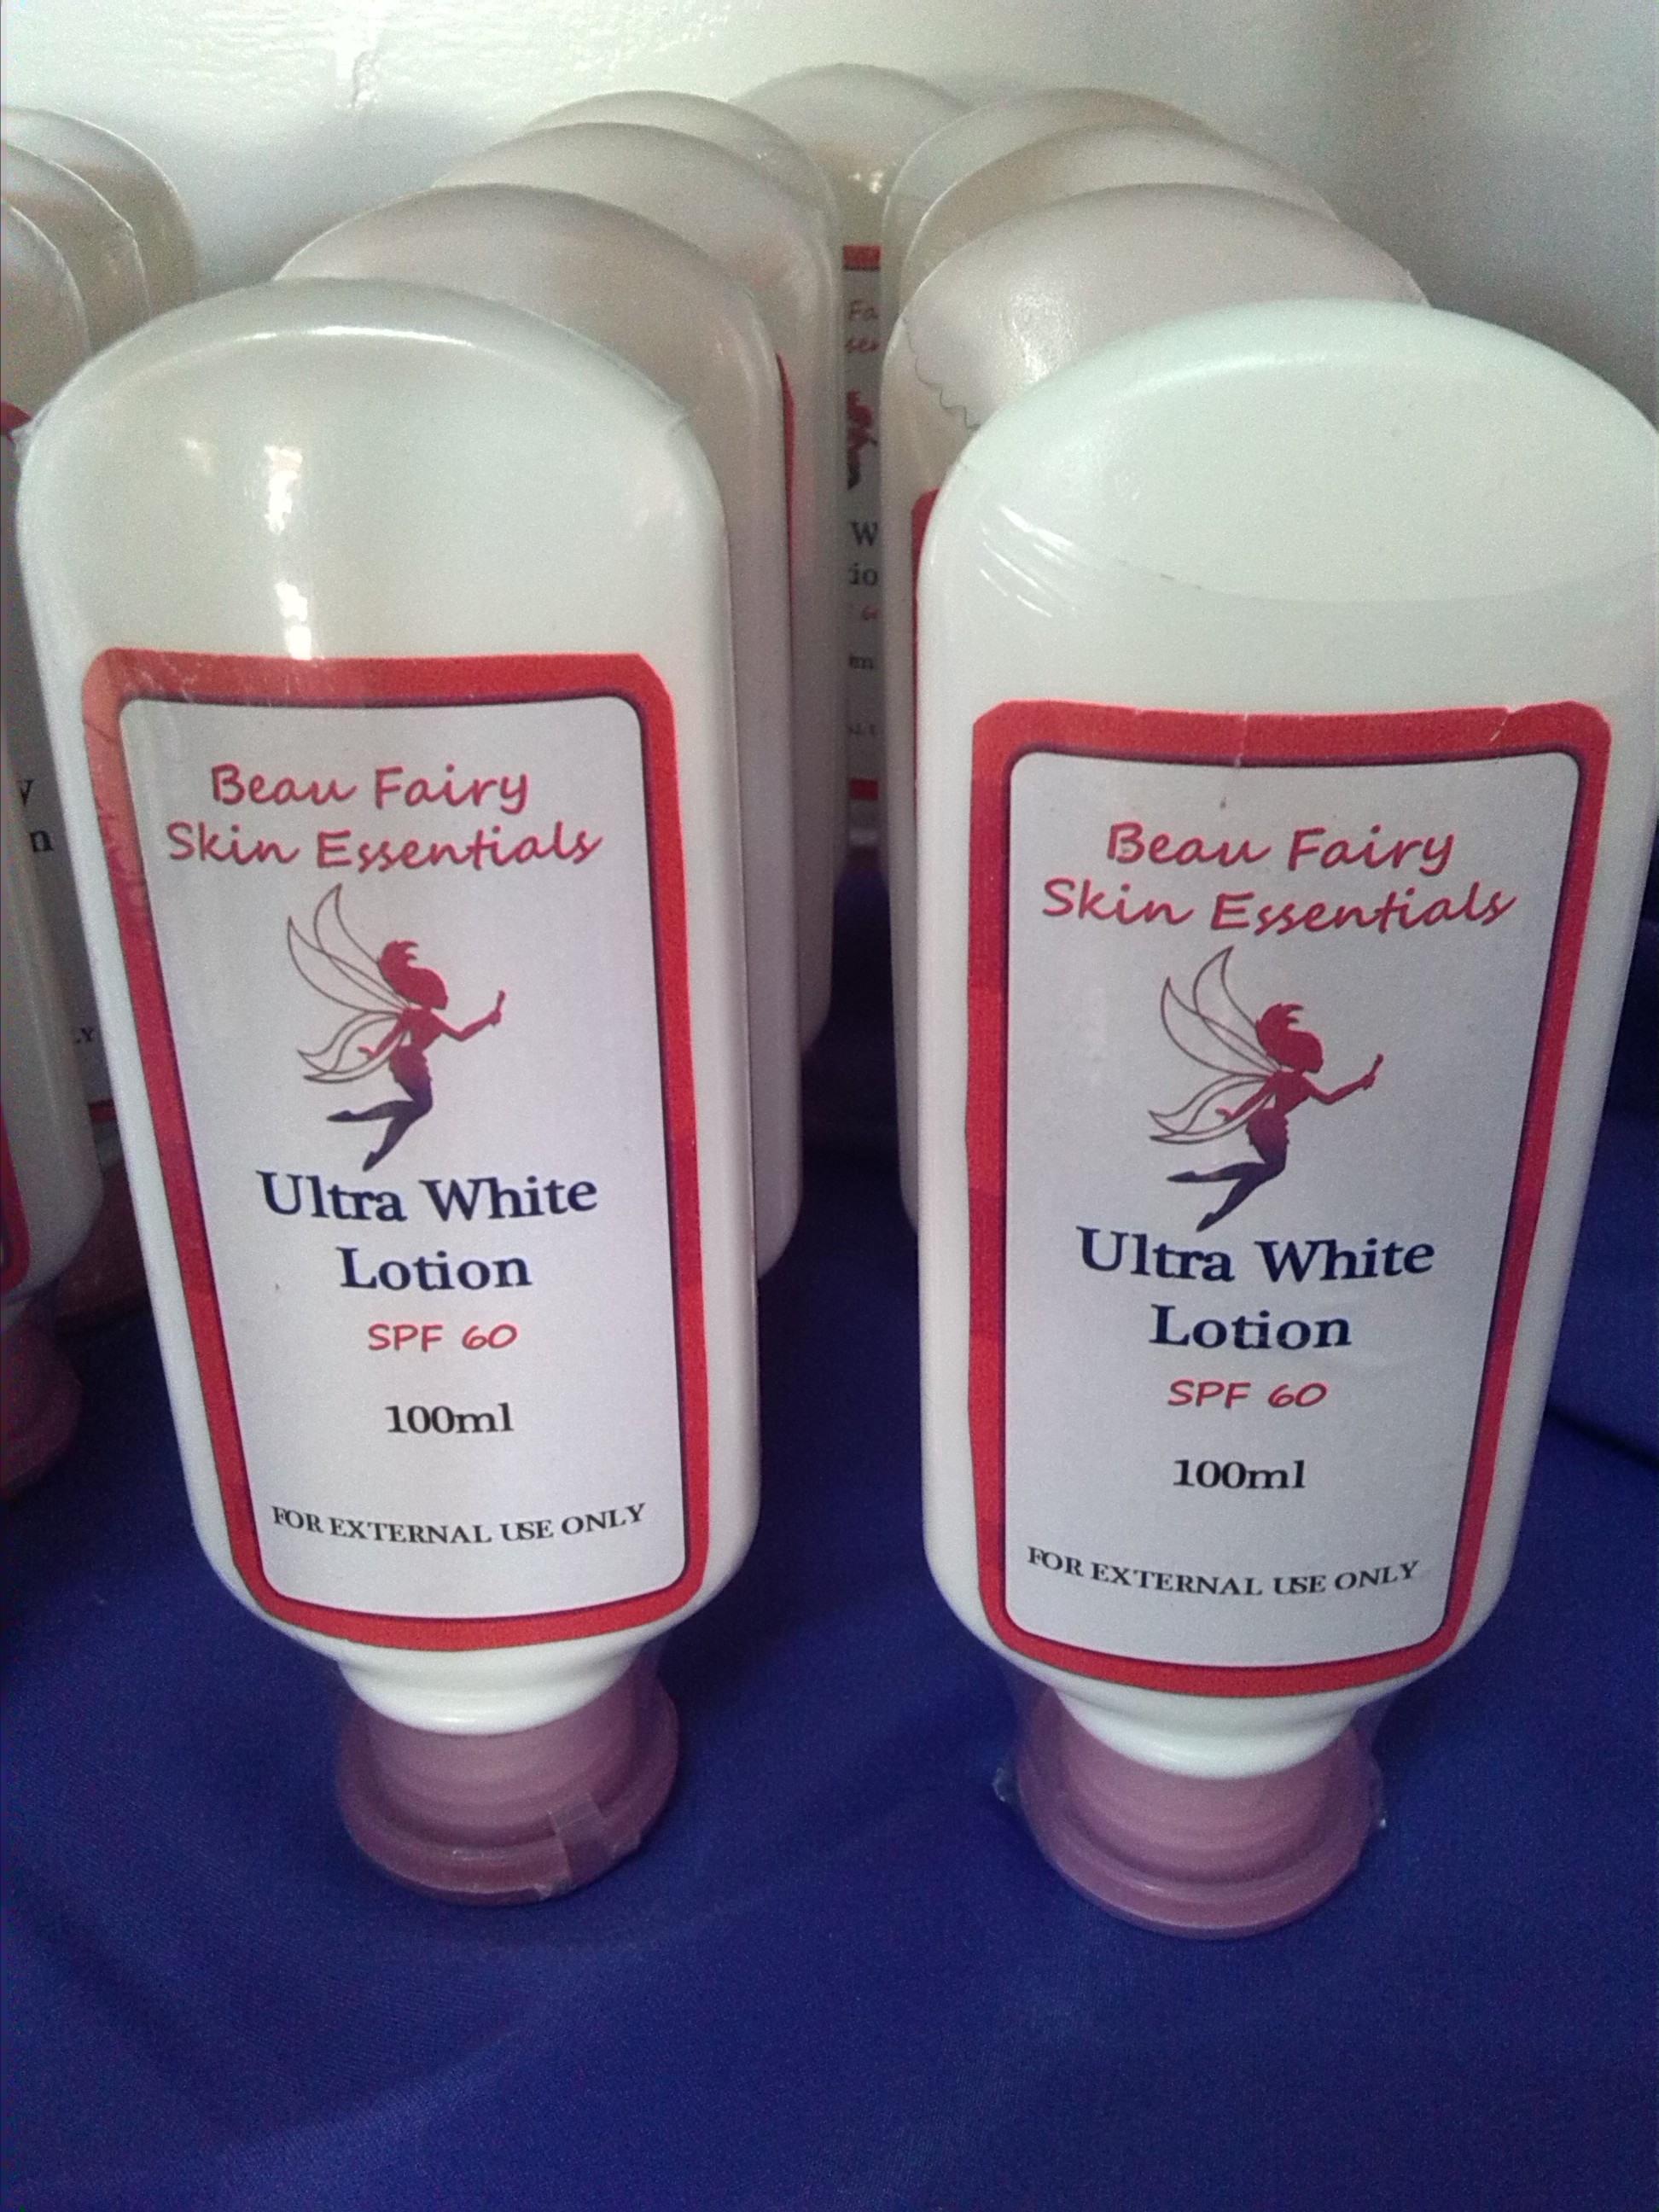 Beau Fairy
Skin Essentials
Ultra White
Lotion
SPF 60
100ml
FOR EXTERNAL USE ONLY
Beau Fairy
Skin Essentials
Ultra White
Lotion
SPF 60
100ml
FOR EXTERNAL USE ONLY